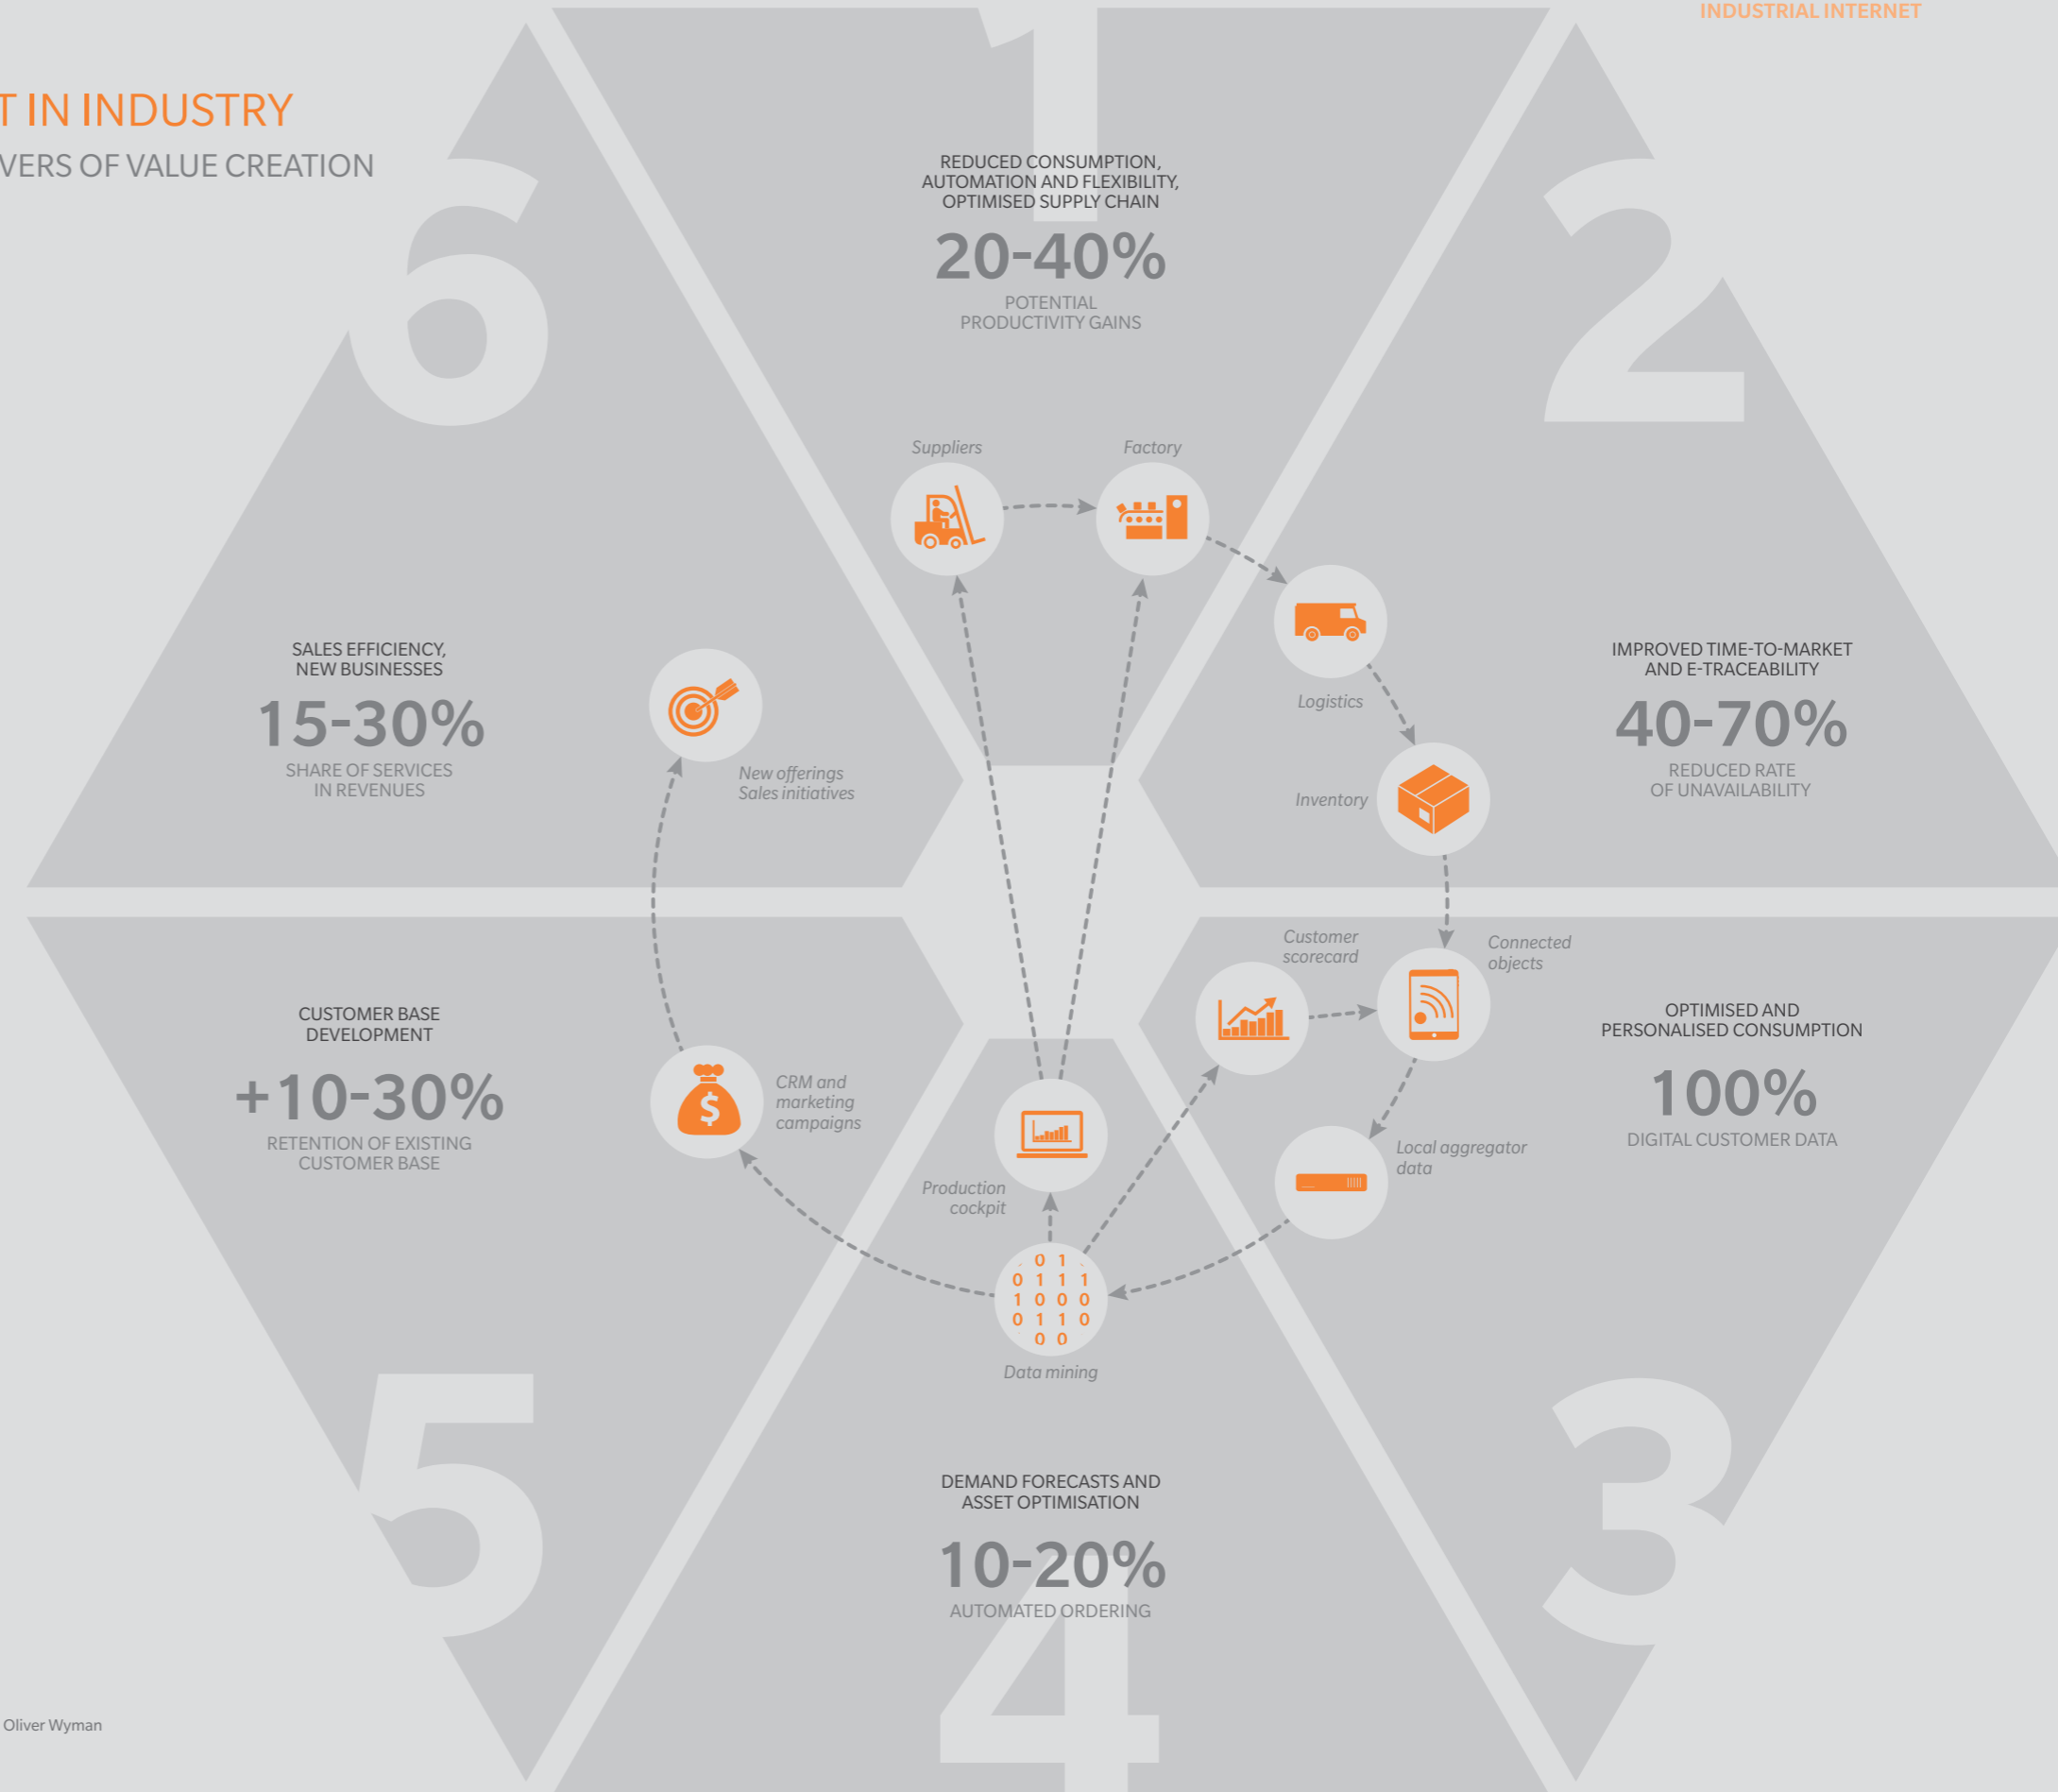 INDUSTRIAL INTERNET
T IN INDUSTRY
VERS OF VALUE CREATION
1
REDUCED CONSUMPTION,
AUTOMATION AND FLEXIBILITY,
OPTIMISED SUPPLY CHAIN
20-40%
POTENTIAL
PRODUCTIVITY GAINS
Suppliers
Factory
2
Logistics
Inventory
IMPROVED TIME-TO-MARKET
AND E-TRACEABILITY
40-70%
REDUCED RATE
OF UNAVAILABILITY
Customer
scorecard
Connected
objects
Local aggregator
data
OPTIMISED AND
PERSONALISED CONSUMPTION
100%
DIGITAL CUSTOMER DATA
3
Production
cockpit
0 1
0 1 1 1
1 0 0 0
0 1 1 0
0 0
Data mining
DEMAND FORECASTS AND
ASSET OPTIMISATION
10-20%
AUTOMATED ORDERING
4
CUSTOMER BASE
DEVELOPMENT
+10-30%
RETENTION OF EXISTING
CUSTOMER BASE
$
CRM and
marketing
campaigns
5
6
SALES EFFICIENCY,
NEW BUSINESSES
15-30%
SHARE OF SERVICES
IN REVENUES
New offerings
Sales initiatives
Oliver Wyman